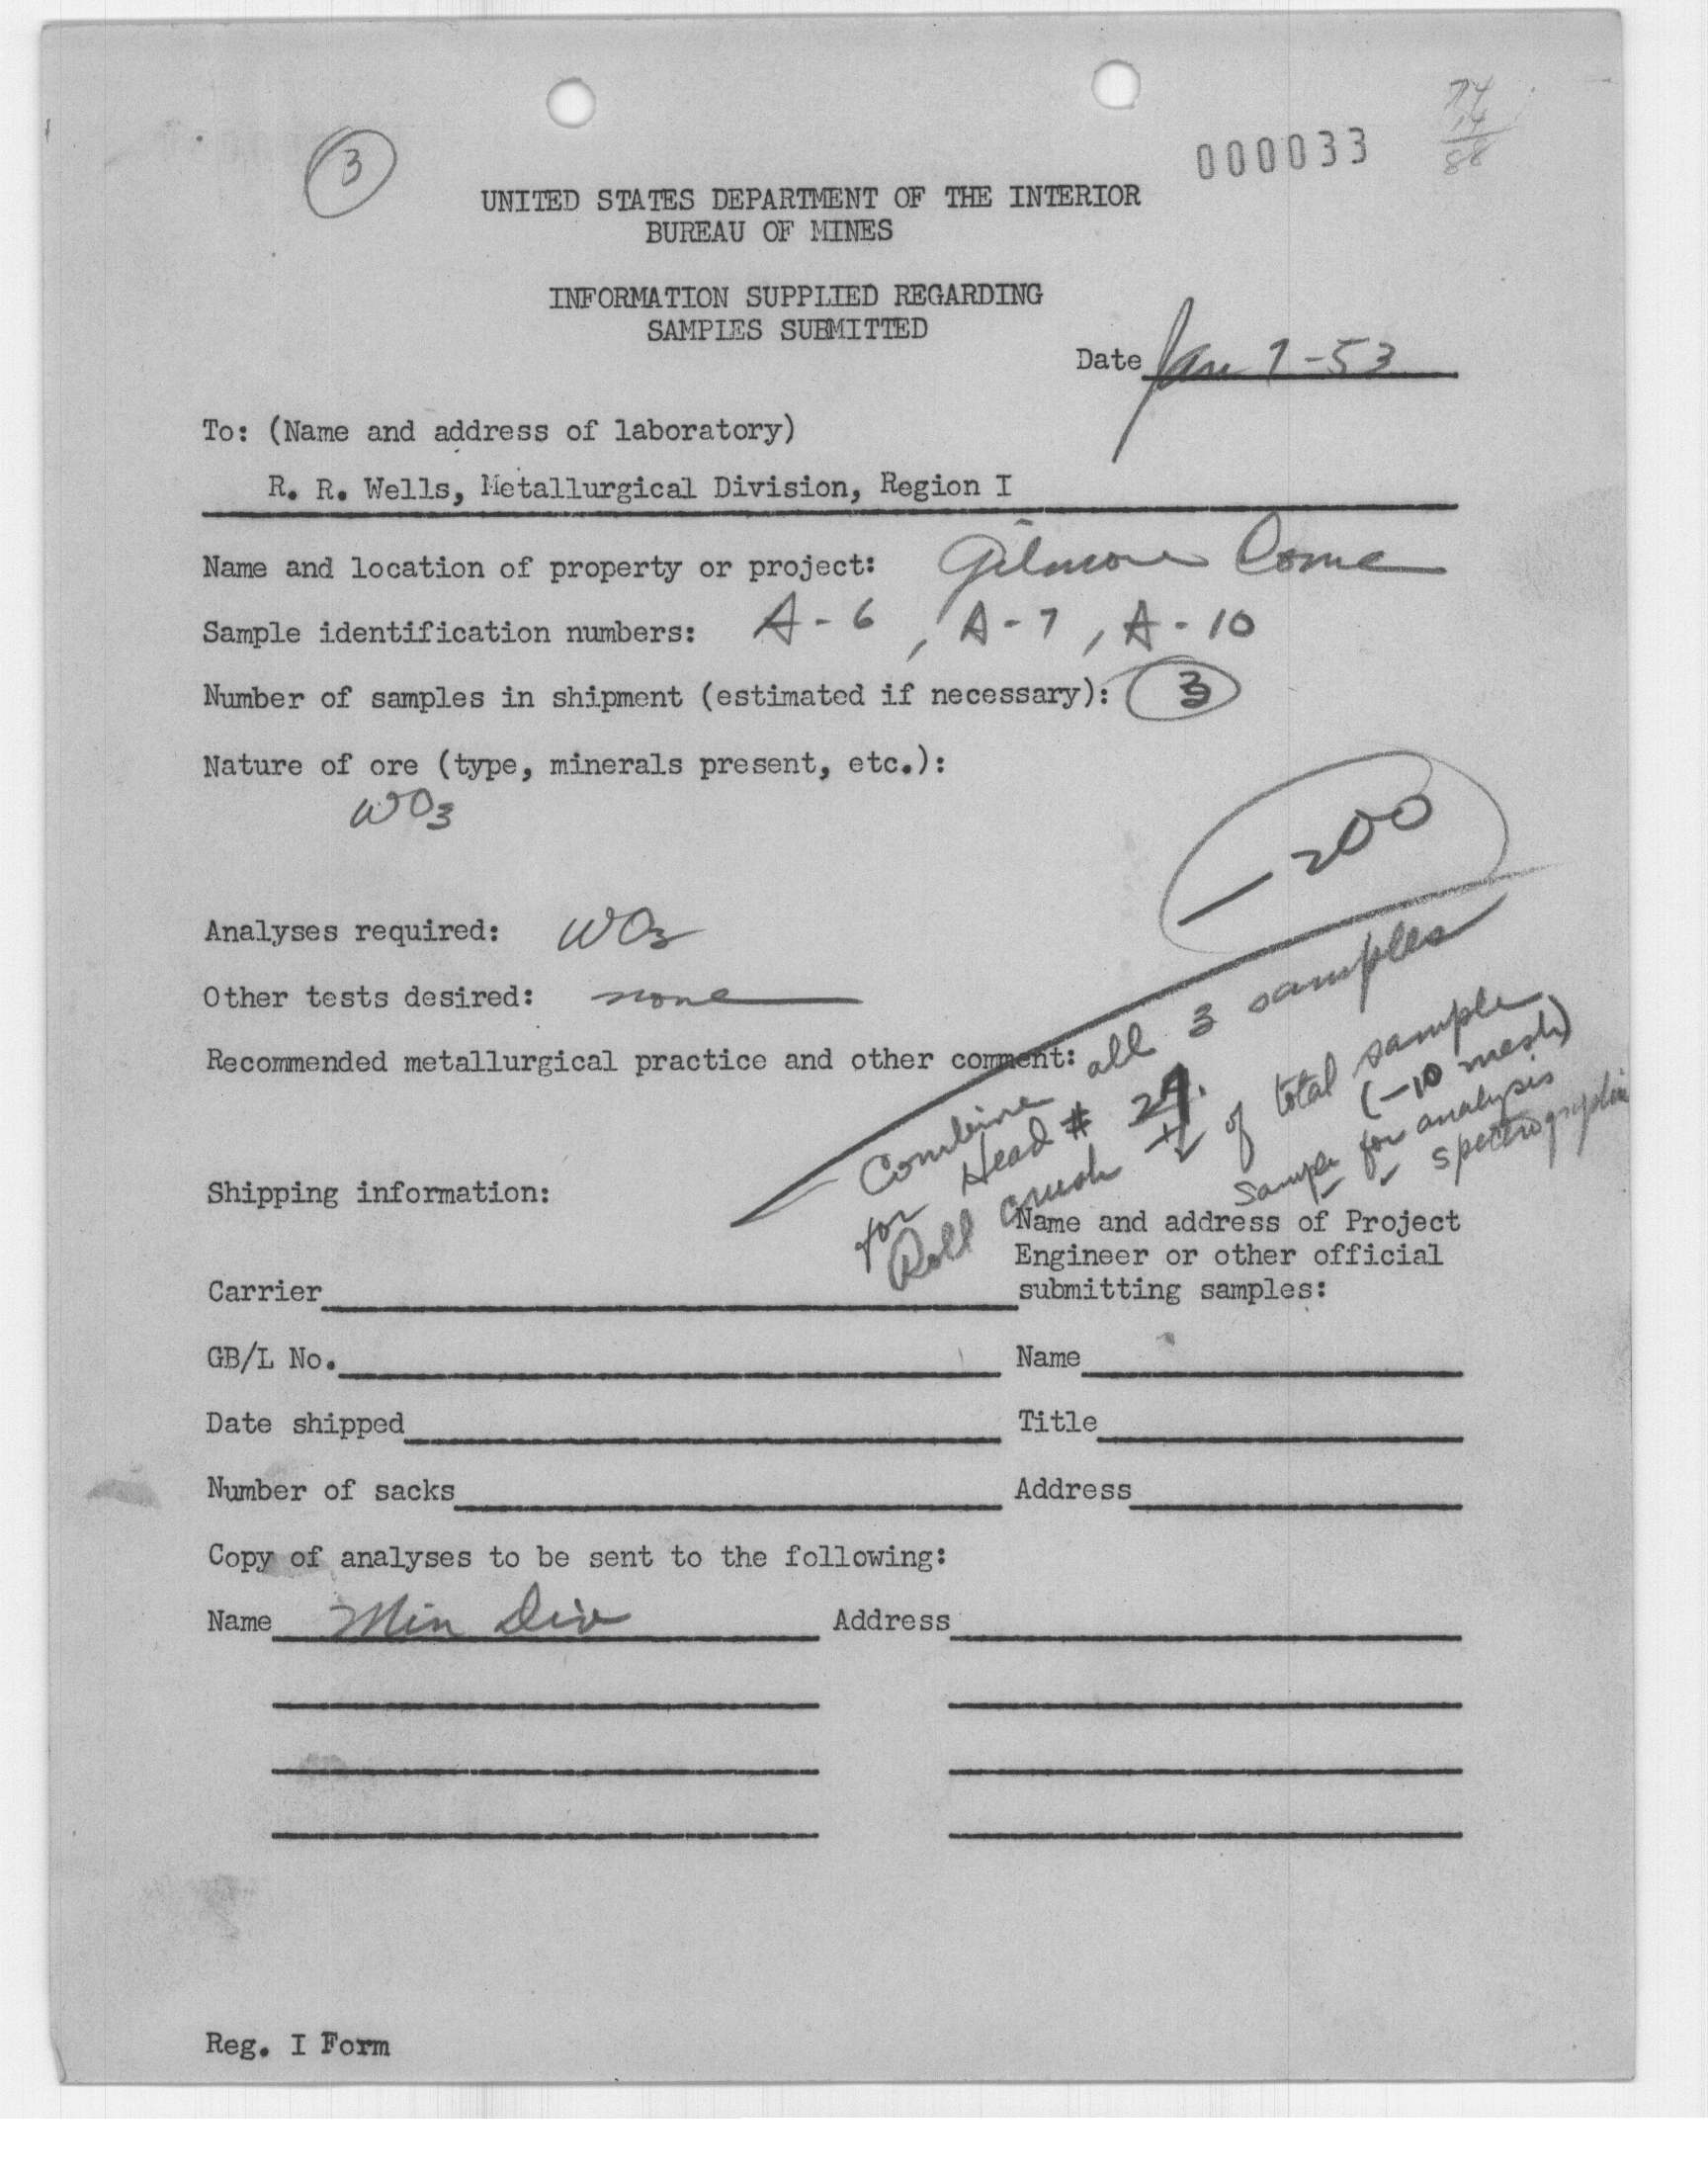 3
000033
74
14
88
UNITED STATES DEPARTMENT OF THE INTERIOR
BUREAU OF MINES
INFORMATION SUPPLIED REGARDING
SAMPLES SUBMITTED
Date Jan 7-53
To: (Name and address of laboratory)
R. R. Wells, Metallurgical Division, Region I
Name and location of property or project: Gilmore Dome
Sample identification numbers: A-6, A-7, A-10
Number of samples in shipment (estimated if necessary): 3
Nature of ore (type, minerals present, etc.):
WO3
-200
Analyses required: WO3
Other tests desired: none
Recommended metallurgical practice and other comment:
Combine all 3 samples
for Head #
Roll crush of total sample
(-10 mesh)
Sample for analysis
Shipping information:
Name and address of Project
Engineer or other official
submitting samples:
Carrier
GB/L No. Name
Date shipped Title
Number of sacks Address
Copy of analyses to be sent to the following:
Name Min Div Address
Reg. I Form